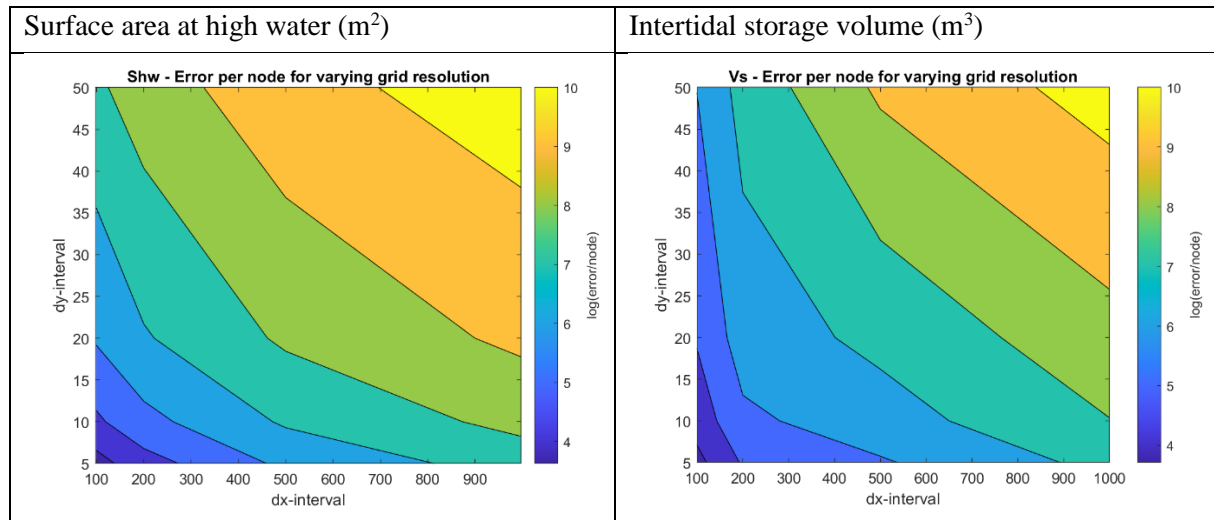 Surface area at high water (m²)
Intertidal storage volume (m³)
Shw - Error per node for varying grid resolution
50
45
40
35
30
25
20
15
10
5
dy-interval
100 200 300 400 500 600 700 800 900
dx-interval
10
9
8
7
6
5
4
log(error/node)
Vs - Error per node for varying grid resolution
50
45
40
35
30
25
20
15
10
5
dy-interval
100 200 300 400 500 600 700 800 900 1000
dx-interval
10
9
8
7
6
5
4
log(error/node)